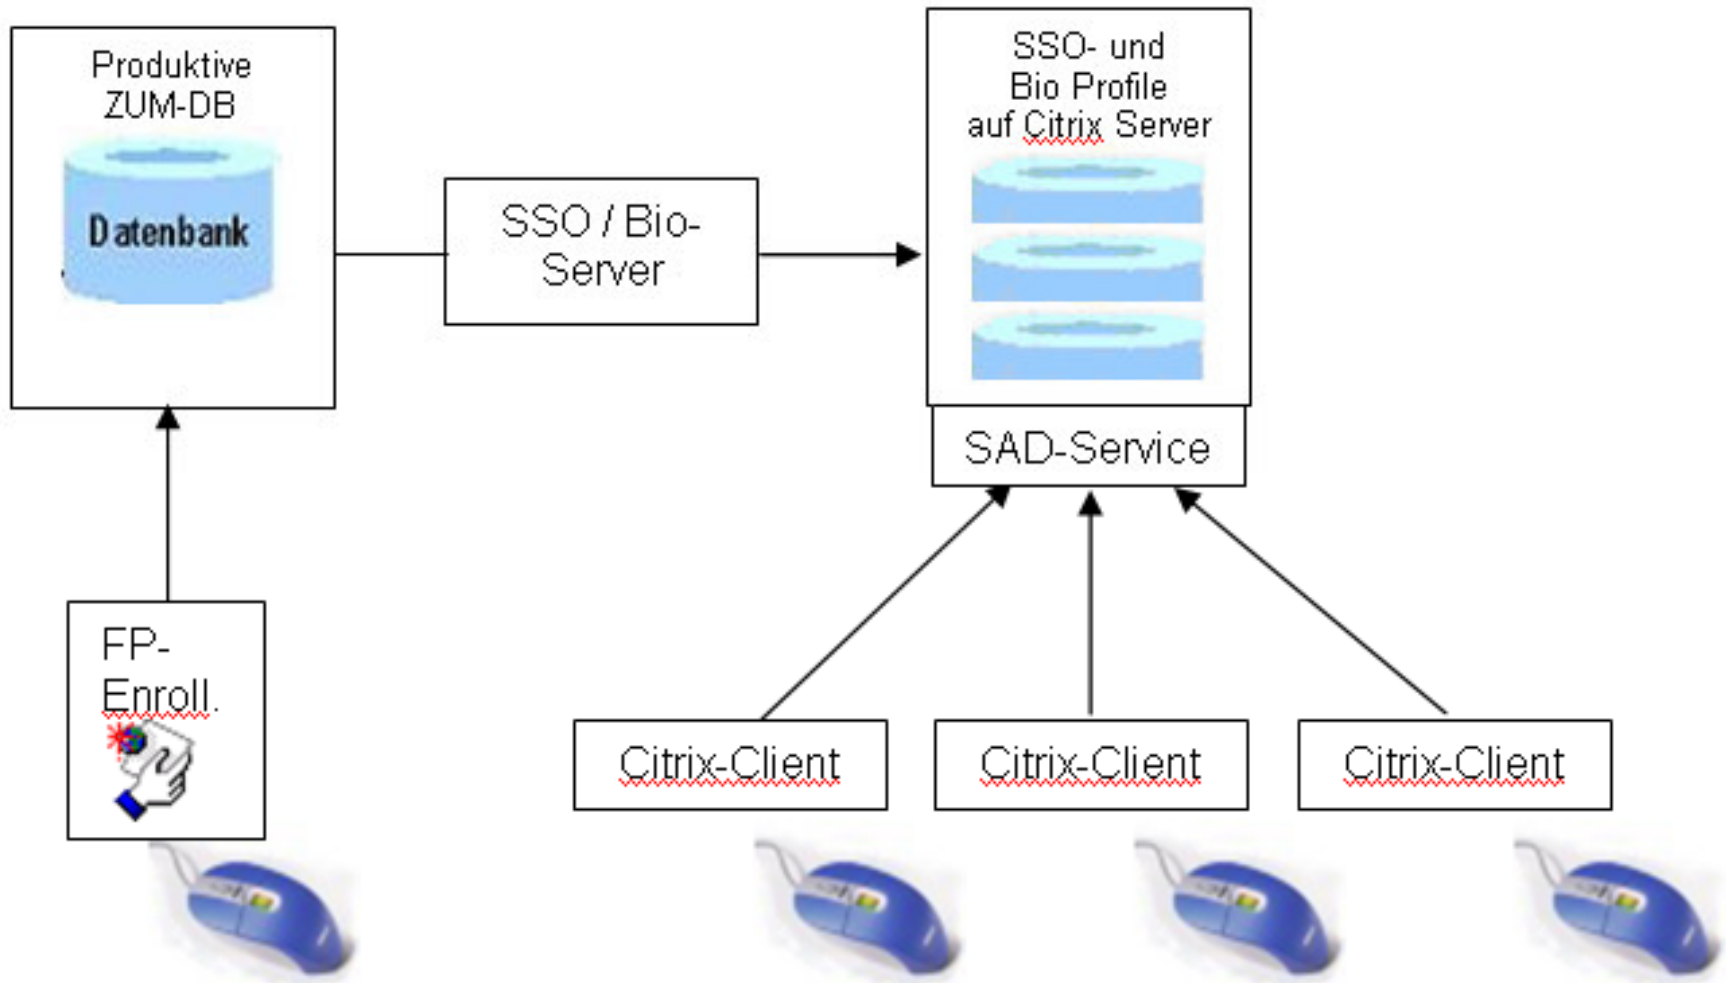 Produktive
ZUM-DB
Datenbank
SSO / Bio-
Server
SSO- und
Bio Profile
auf Citrix Server
SAD-Service
FP-
Enroll.
Citrix-Client
Citrix-Client
Citrix-Client